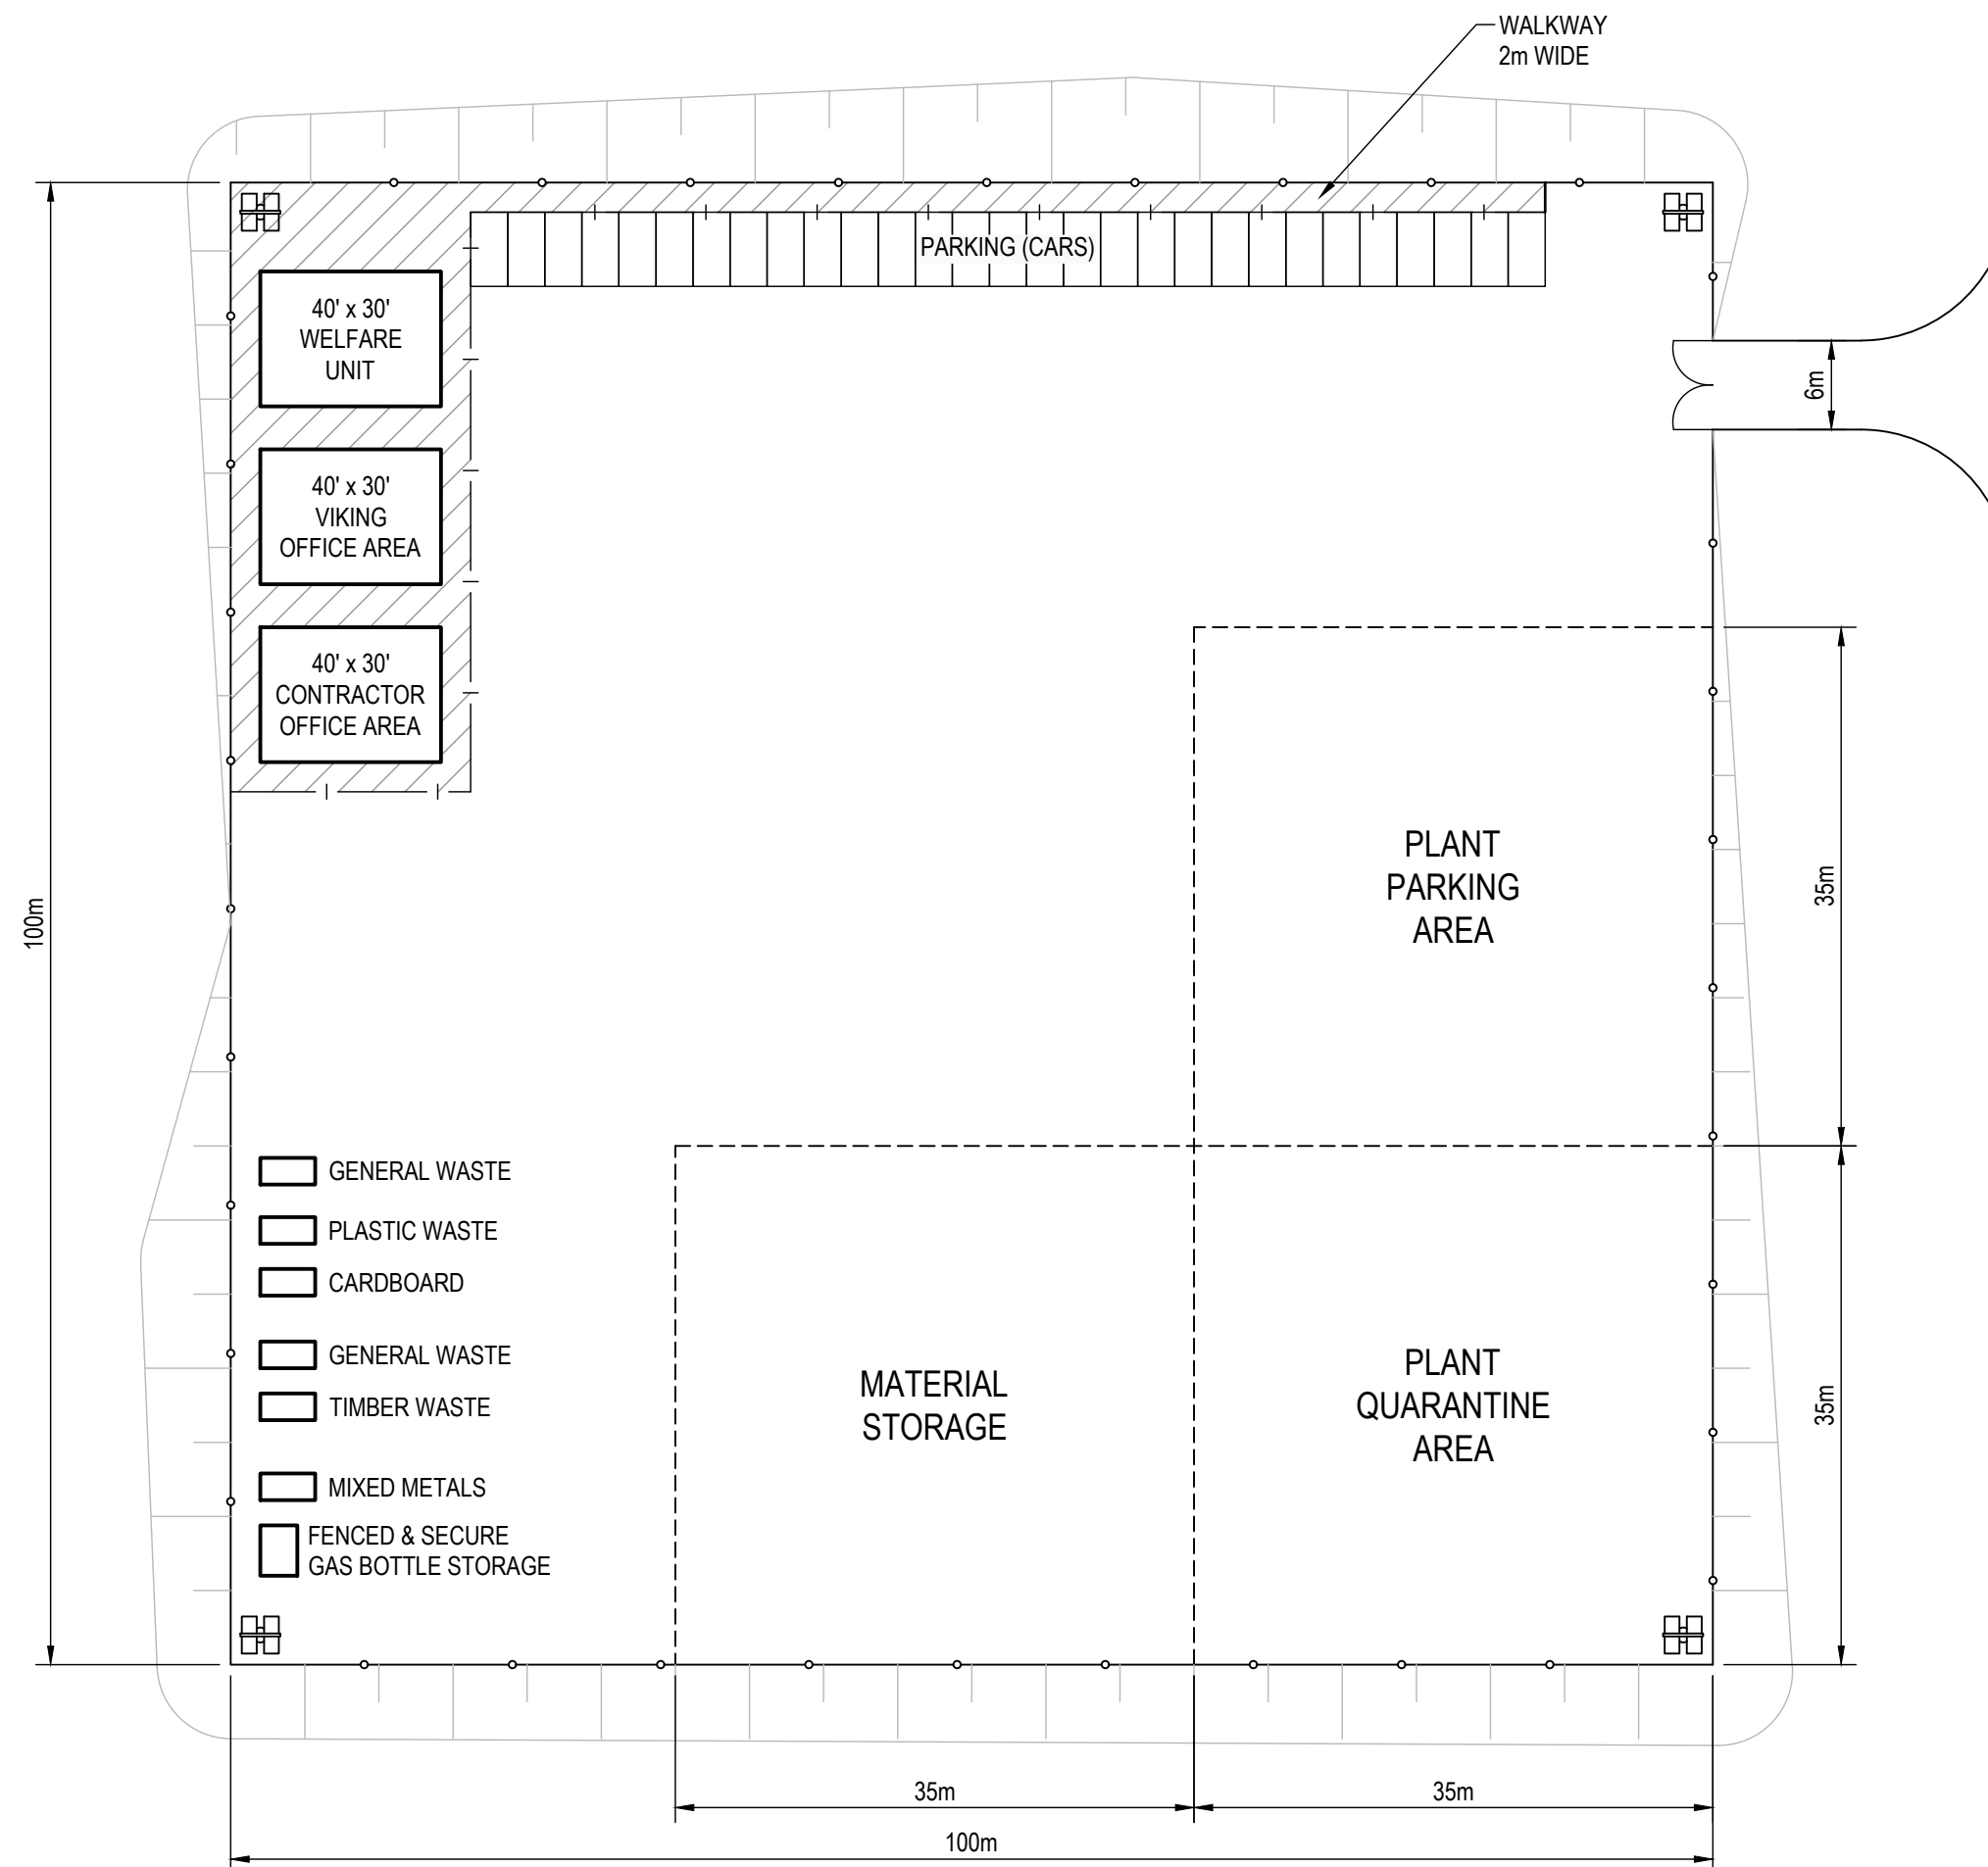 WALKWAY
2m WIDE
PARKING (CARS)
40' x 30'
WELFARE
UNIT
6m
40' x 30'
VIKING
OFFICE AREA
40' x 30'
CONTRACTOR
OFFICE AREA
PLANT
PARKING
AREA
35m
100m
GENERAL WASTE
PLASTIC WASTE
CARDBOARD
GENERAL WASTE
TIMBER WASTE
MIXED METALS
FENCED & SECURE
GAS BOTTLE STORAGE
MATERIAL
STORAGE
PLANT
QUARANTINE
AREA
35m
35m
35m
100m